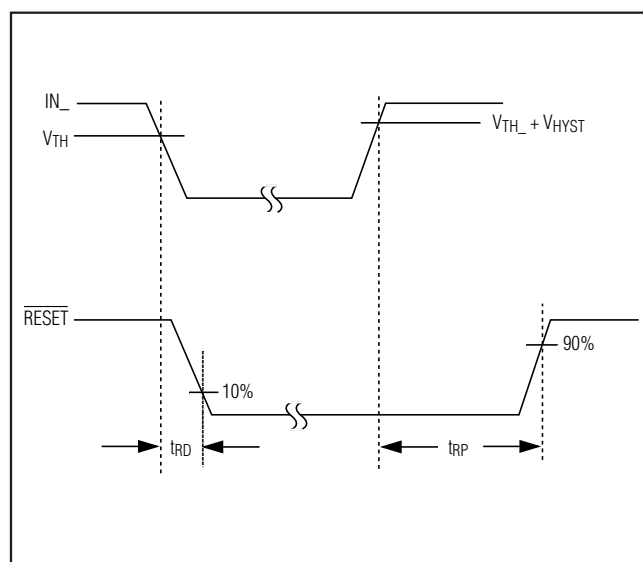 IN_
VTH
VTH_ + VHYST
RESET
90%
10%
tRD
tRP